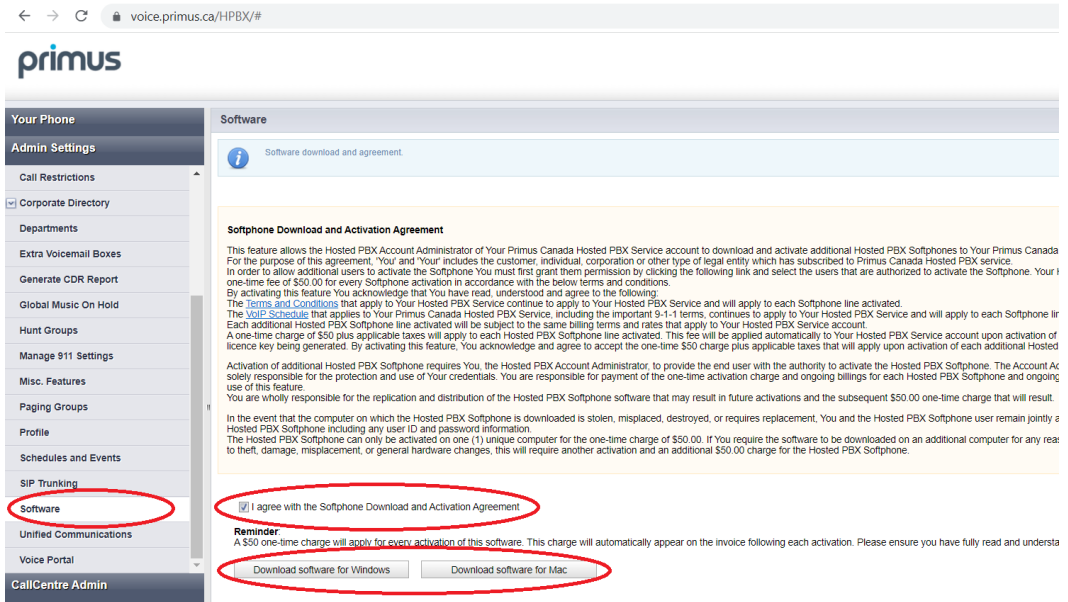 voice.primus.ca/HPBX/#
primus
Your Phone
Admin Settings
Call Restrictions
Corporate Directory
Departments
Extra Voicemail Boxes
Generate CDR Report
Global Music On Hold
Hunt Groups
Manage 911 Settings
Misc. Features
Paging Groups
Profile
Schedules and Events
SIP Trunking
Software
Unified Communications
Voice Portal
CallCentre Admin
Software
Software download and agreement.
Softphone Download and Activation Agreement
This feature allows the Hosted PBX Account Administrator of Your Primus Canada Hosted PBX Service account to download and activate additional Hosted PBX Softphones to Your Primus Canada
For the purpose of this agreement, 'You' and 'Your' includes the customer, individual, corporation or other type of legal entity which has subscribed to Primus Canada Hosted PBX service.
In order to allow additional users to activate the Softphone You must first grant them permission by clicking the following link and select the users that are authorized to activate the Softphone. Your
one-time fee of $50.00 for every Softphone activation in accordance with the below terms and conditions.
By activating this feature You acknowledge that You have read, understood and agree to the following:
The Terms and Conditions that apply to Your Hosted PBX Service continue to apply to Your Hosted PBX Service and will apply to each Softphone line activated.
The VoIP Schedule that applies to Your Primus Canada Hosted PBX Service, including the important 9-1-1 terms, continues to apply to Your Hosted PBX Service and will apply to each Softphone
Each additional Hosted PBX Softphone line activated will be subject to the same billing terms and rates that apply to Your Hosted PBX Service account.
A one-time charge of $50 plus applicable taxes will apply to each Hosted PBX Softphone line activated. This fee will be applied automatically to Your Hosted PBX Service account upon activation of
licence key being generated. By activating this feature, You acknowledge and agree to accept the one-time $50 charge plus applicable taxes that will apply upon activation of each additional Hosted
Activation of additional Hosted PBX Softphone requires You, the Hosted PBX Account Administrator, to provide the end user with the authority to activate the Hosted PBX Softphone. The Account
solely responsible for the protection and use of Your credentials. You are responsible for payment of the one-time activation charge and ongoing billings for each Hosted PBX Softphone and ongoing
use of this feature.
You are wholly responsible for the replication and distribution of the Hosted PBX Softphone software that may result in future activations and the subsequent $50.00 one-time charge that will result.
In the event that the computer on which the Hosted PBX Softphone is downloaded is stolen, misplaced, destroyed, or requires replacement, You and the Hosted PBX Softphone user remain jointly
Hosted PBX Softphone including any user ID and password information.
The Hosted PBX Softphone can only be activated on one (1) unique computer for the one-time charge of $50.00. If You require the software to be downloaded on an additional computer for any
to theft, damage, misplacement, or general hardware changes, this will require another activation and an additional $50.00 charge for the Hosted PBX Softphone.
I agree with the Softphone Download and Activation Agreement
Reminder:
A $50 one-time charge will apply for every activation of this software. This charge will automatically appear on the invoice following each activation. Please ensure you have fully read and
Download software for Windows
Download software for Mac